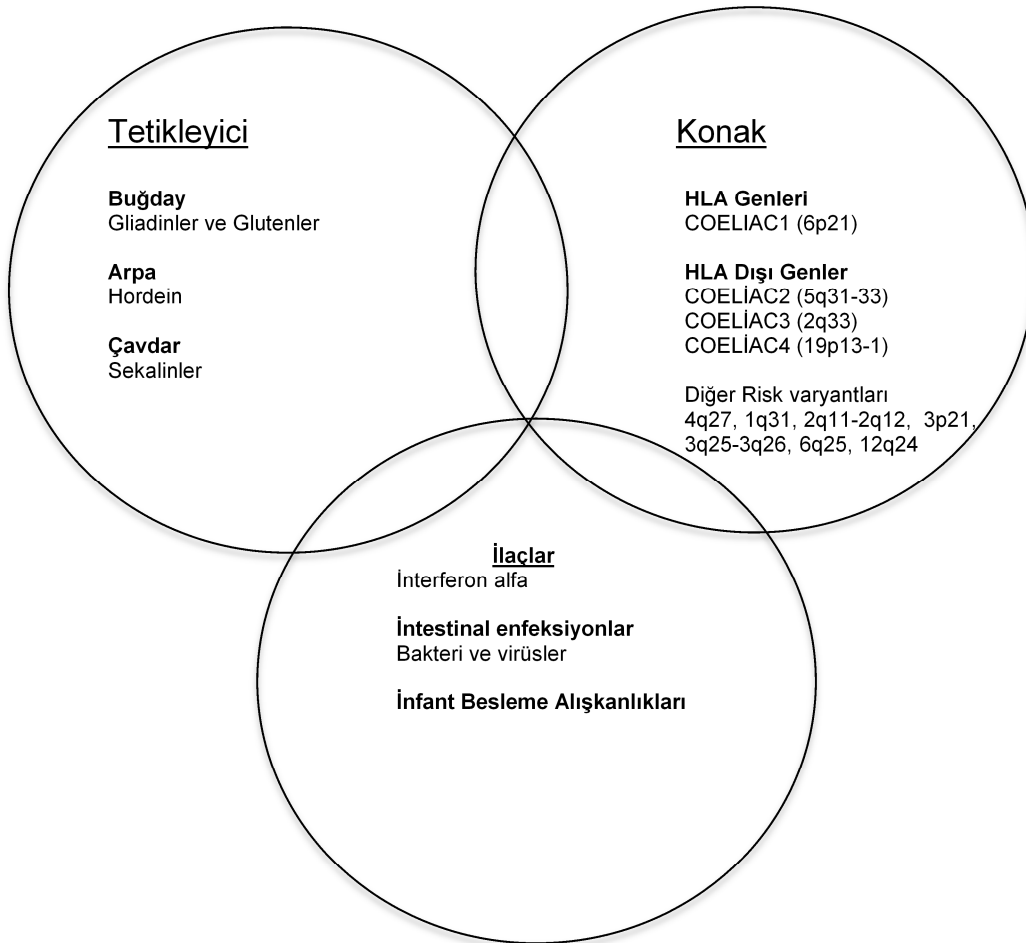 Tetikleyici
Buğday
Gliadinler ve Glutenler
Arpa
Hordein
Çavdar
Sekalinler
Konak
HLA Genleri
COELIAC1 (6p21)
HLA Dışı Genler
COELİAC2 (5q31-33)
COELİAC3 (2q33)
COELİAC4 (19p13-1)
Diğer Risk varyantları
4q27, 1q31, 2q11-2q12, 3p21,
3q25-3q26, 6q25, 12q24
İlaçlar
İnterferon alfa
İntestinal enfeksiyonlar
Bakteri ve virüsler
İnfant Besleme Alışkanlıkları